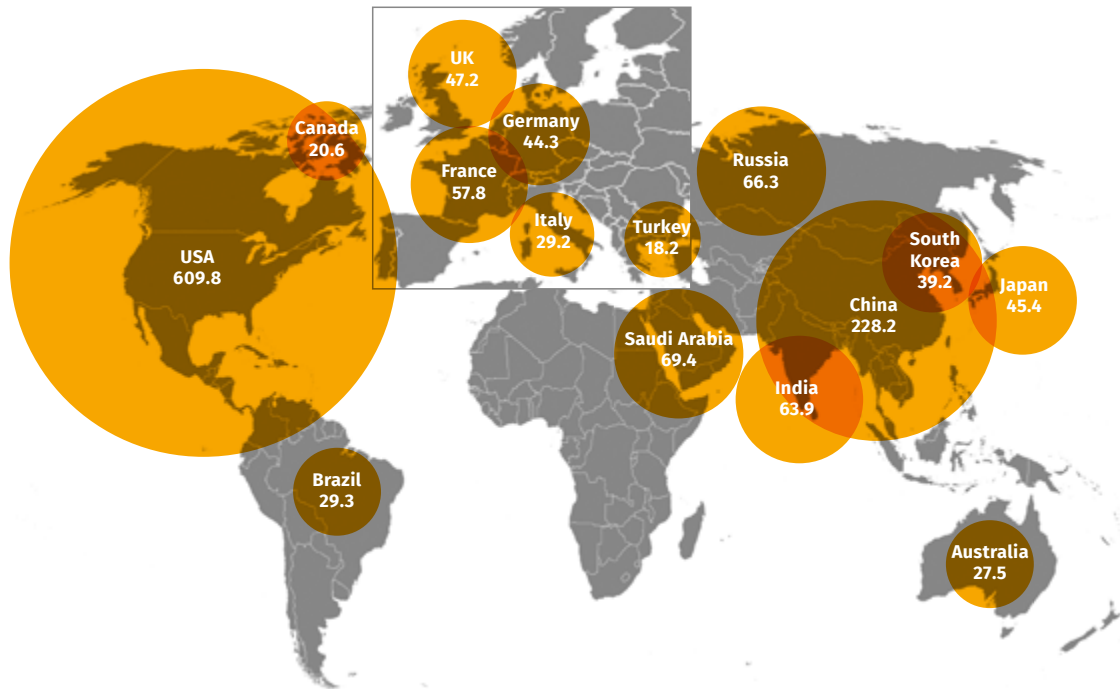 UK
47.2
Canada
20.6
Germany
44.3
France
57.8
Russia
66.3
Italy
29.2
Turkey
18.2
USA
609.8
South
Korea
39.2
Japan
45.4
China
228.2
Saudi Arabia
69.4
India
63.9
Brazil
29.3
Australia
27.5